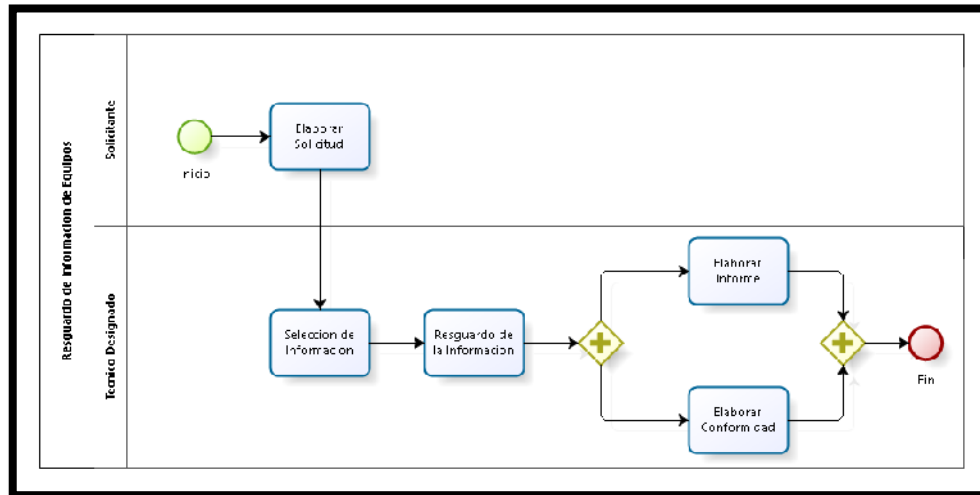 Resguardo de Informacion de Equipos
Solicitante
Inicio
Elaborar
Solicitud
Tecnico Designado
Seleccion de
Informacion
Resguardo de
la Informacion
Elaborar
Informe
Elaborar
Conformidad
Fin